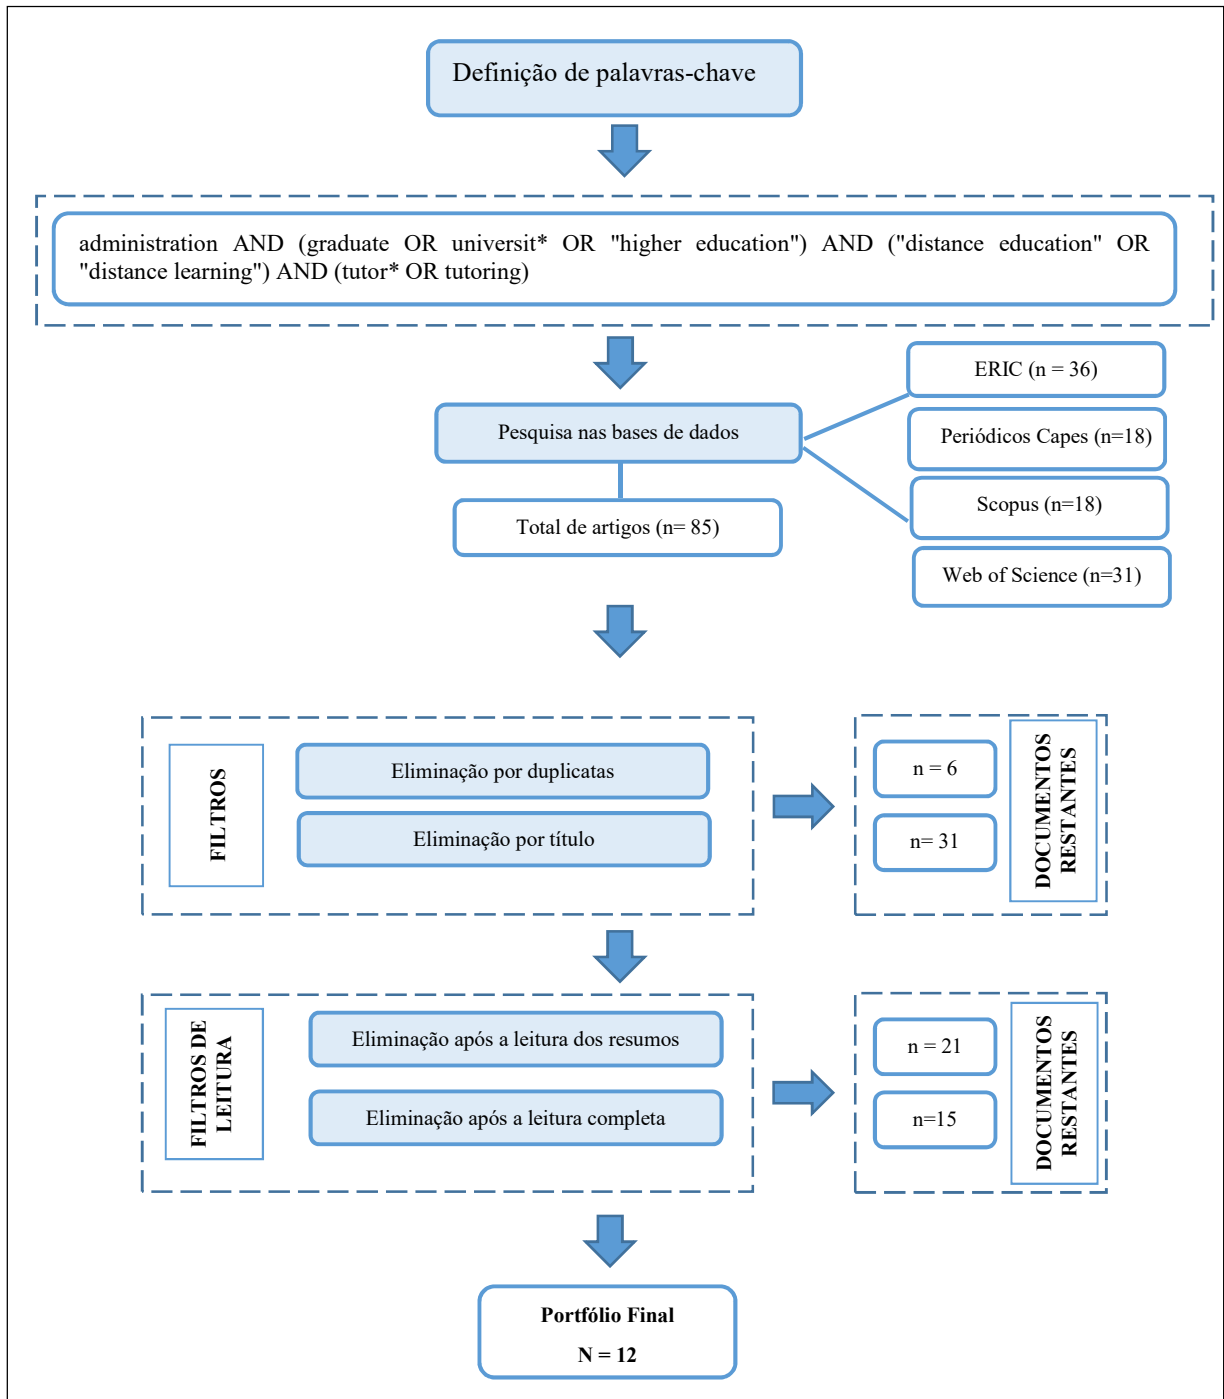 Definição de palavras-chave
administration AND (graduate OR universit* OR "higher education") AND ("distance education" OR
"distance learning") AND (tutor* OR tutoring)
ERIC (n = 36)
Pesquisa nas bases de dados
Periódicos Capes (n=18)
Scopus (n=18)
Total de artigos (n= 85)
Web of Science (n=31)
FILTROS
Eliminação por duplicatas
Eliminação por título
n = 6
n= 31
DOCUMENTOS
RESTANTES
FILTROS DE
LEITURA
Eliminação após a leitura dos resumos
Eliminação após a leitura completa
n = 21
n=15
DOCUMENTOS
RESTANTES
Portfólio Final
N = 12